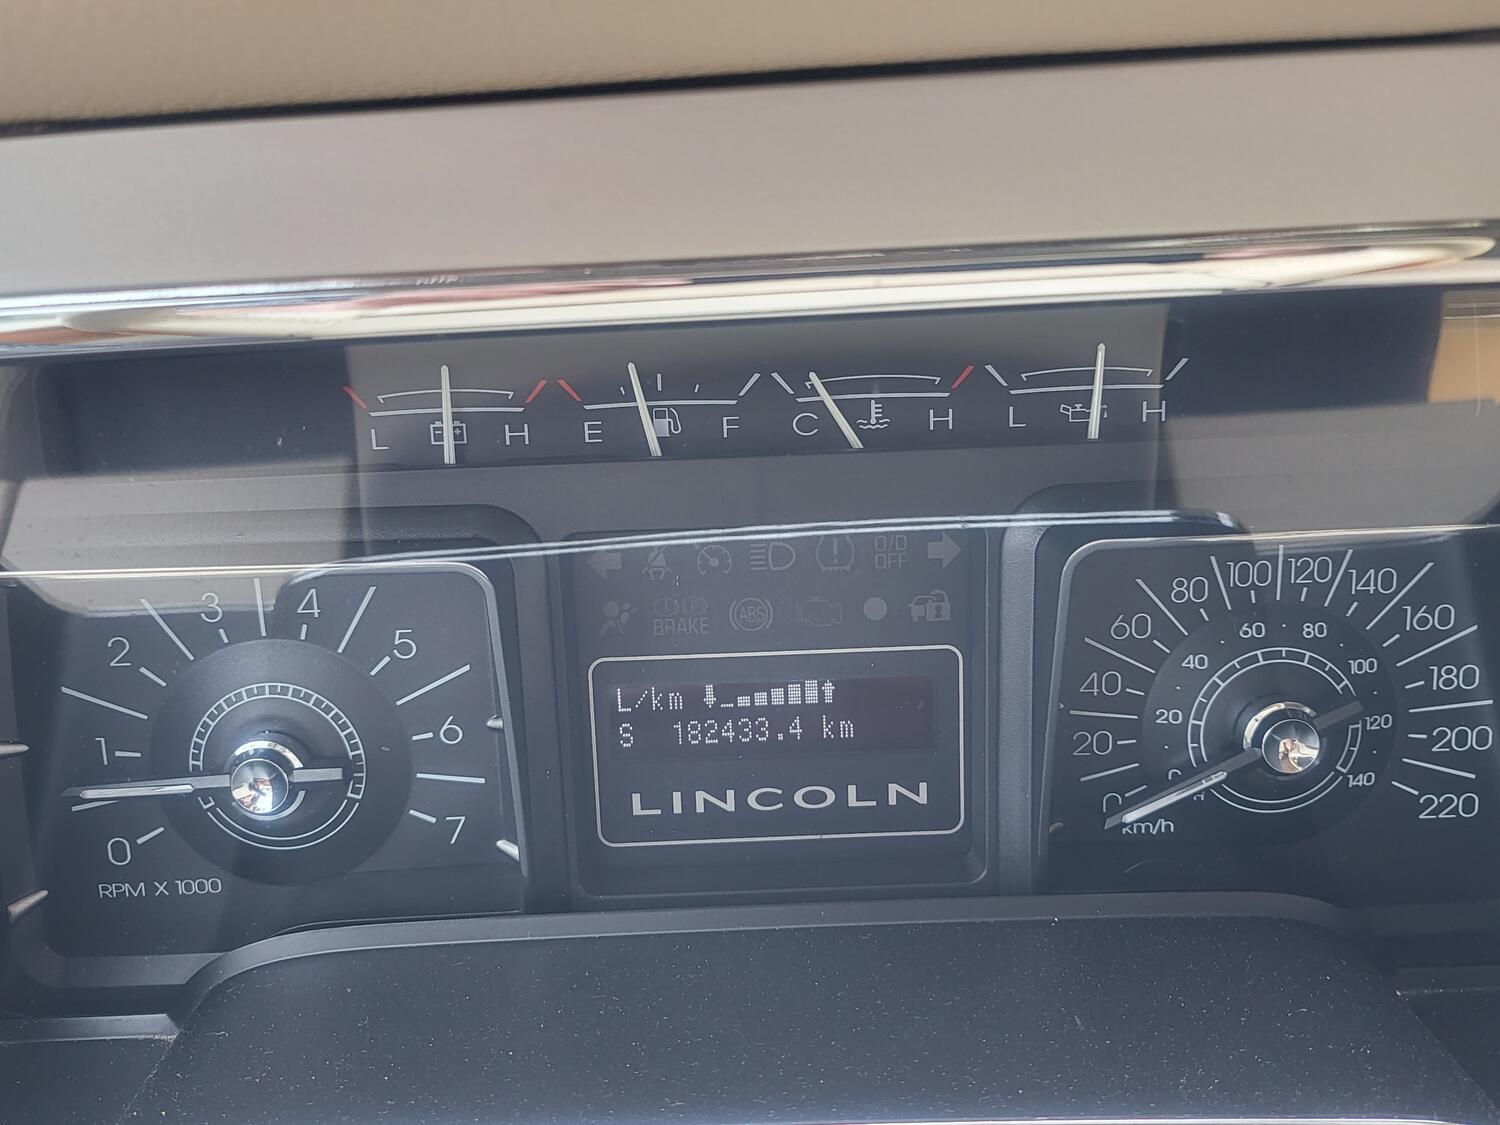 L H E F C H L H
O/D
OFF
BRAKE ABS
0 1 2 3 4 5 6 7
RPM X 1000
L/km
S 182433.4 km
LINCOLN
0 20 40 60 80 100 120 140 160 180 200 220
20 40 60 80 100 120 140
km/h